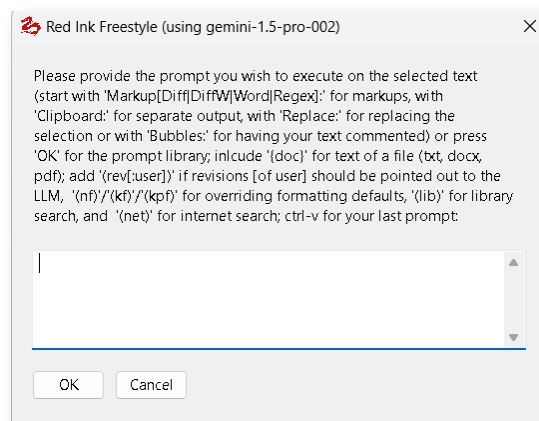 Red Ink Freestyle (using gemini-1.5-pro-002)
Please provide the prompt you wish to execute on the selected text
(start with 'Markup[Diff|DiffW|Word|Regex]:' for markups, with
'Clipboard:' for separate output, with 'Replace:' for replacing the
selection or with 'Bubbles:' for having your text commented) or press
'OK' for the prompt library; inlcude '{doc}' for text of a file (txt, docx,
pdf); add '(rev[:user])' if revisions [of user] should be pointed out to the
LLM, '(nf)'/'(kf)'/'(kpf)' for overriding formatting defaults, '(lib)' for library
search, and '(net)' for internet search; ctrl-v for your last prompt:
OK Cancel